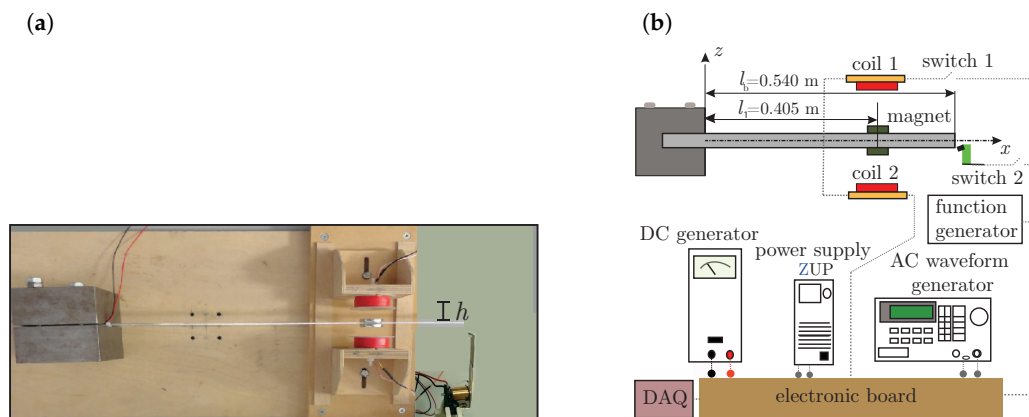 (a)
h
(b)
z
coil 1
switch 1
l_b=0.540 m
l_1=0.405 m
magnet
x
coil 2
switch 2
function
generator
DC generator
power supply
ZUP
AC waveform
generator
DAQ
electronic board